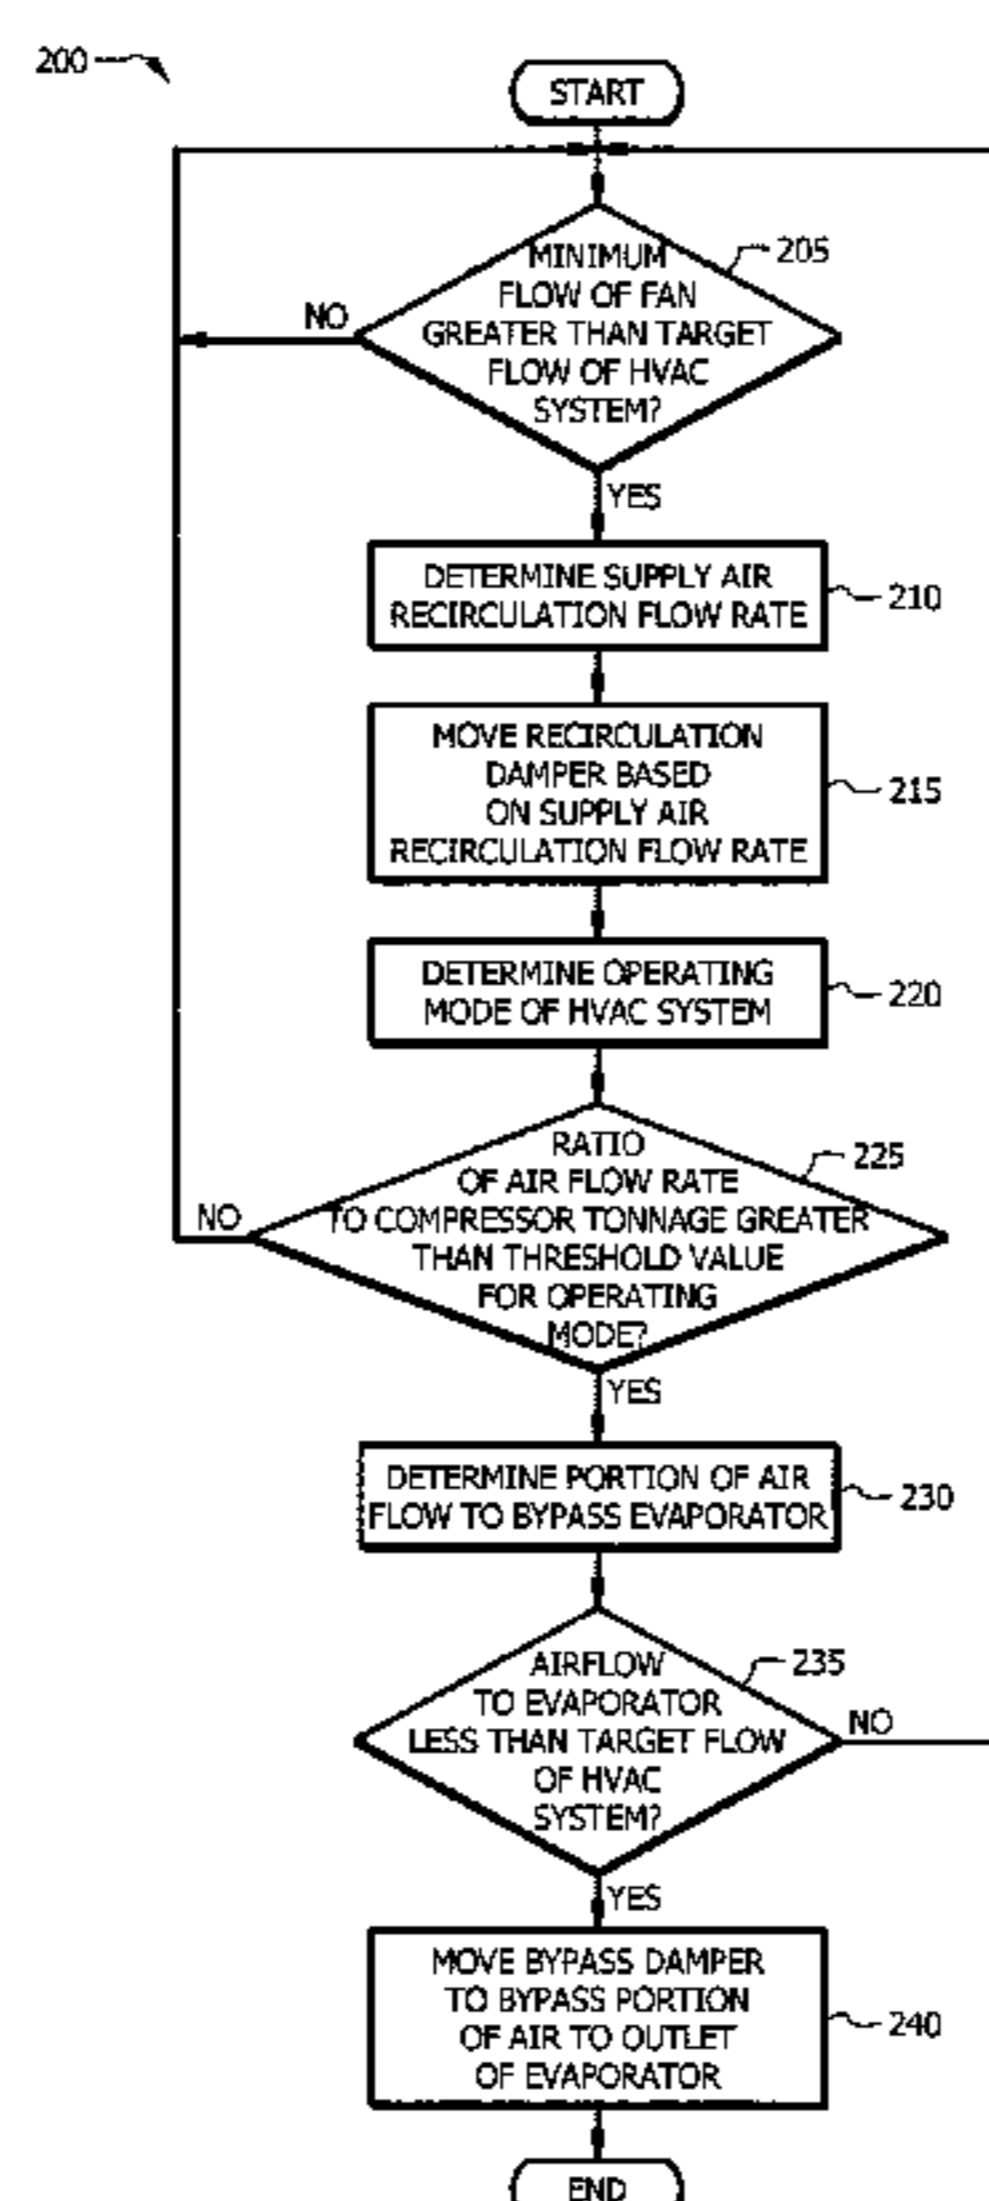 200
START
MINIMUM
FLOW OF FAN
GREATER THAN TARGET
FLOW OF HVAC
SYSTEM?
205
NO
YES
DETERMINE SUPPLY AIR
RECIRCULATION FLOW RATE
210
MOVE RECIRCULATION
DAMPER BASED
ON SUPPLY AIR
RECIRCULATION FLOW RATE
215
DETERMINE OPERATING
MODE OF HVAC SYSTEM
220
RATIO
OF AIR FLOW RATE
TO COMPRESSOR TONNAGE GREATER
THAN THRESHOLD VALUE
FOR OPERATING
MODE?
225
NO
YES
DETERMINE PORTION OF AIR
FLOW TO BYPASS EVAPORATOR
230
AIRFLOW
TO EVAPORATOR
LESS THAN TARGET FLOW
OF HVAC
SYSTEM?
235
NO
YES
MOVE BYPASS DAMPER
TO BYPASS PORTION
OF AIR TO OUTLET
OF EVAPORATOR
240
END